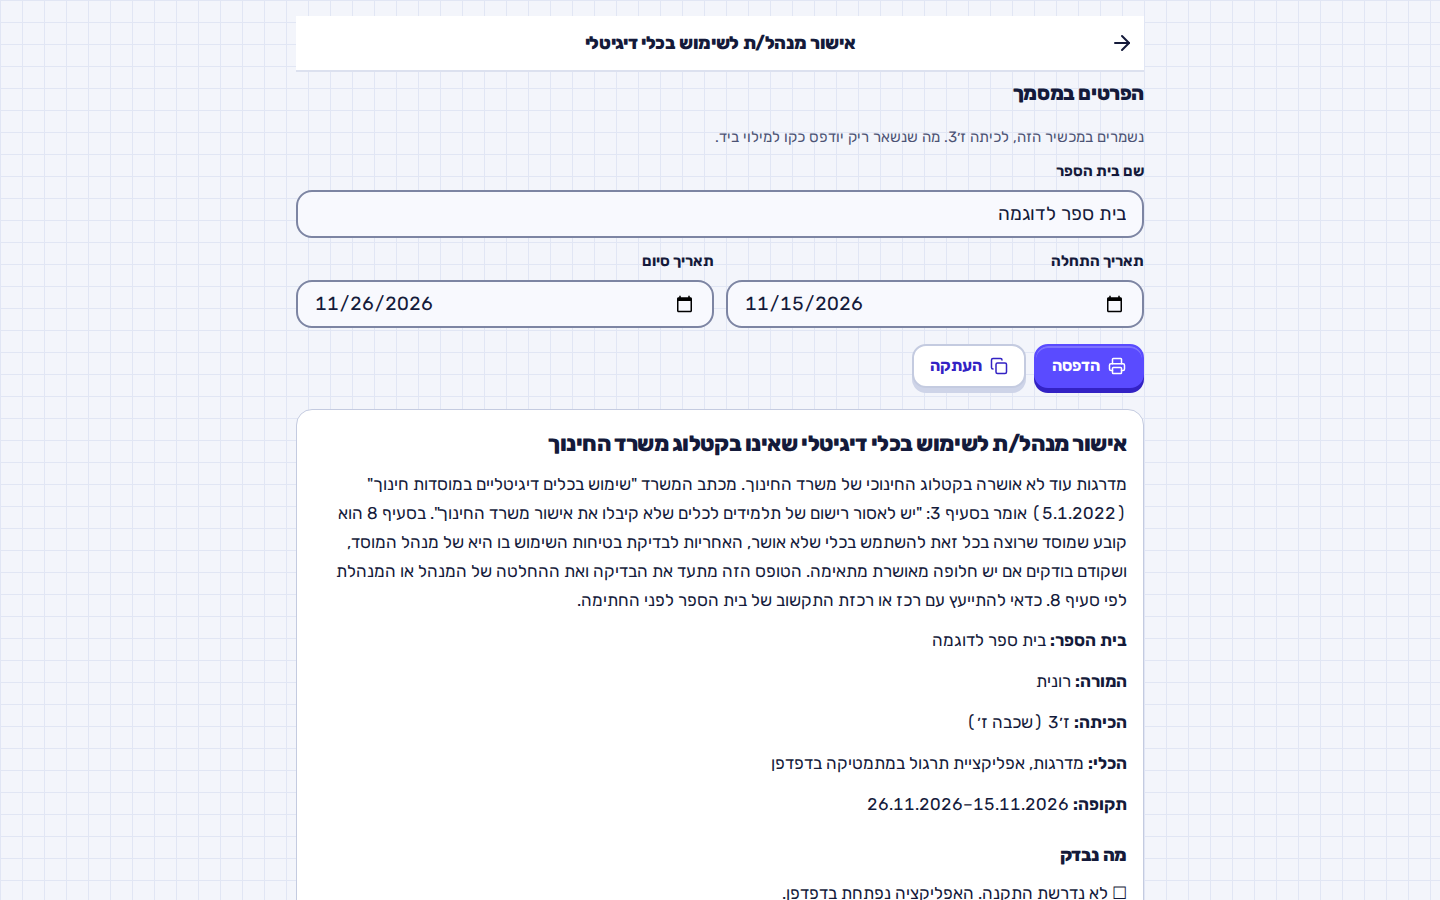 אישור מנהל/ת לשימוש בכלי דיגיטלי
הפרטים במסמך
נשמרים במכשיר הזה, לכיתה ז׳3. מה שנשאר ריק יודפס כקו למילוי ביד.
שם בית הספר
בית ספר לדוגמה
תאריך התחלה
תאריך סיום
11/15/2026
11/26/2026
הדפסה
העתקה
אישור מנהל/ת לשימוש בכלי דיגיטלי שאינו בקטלוג משרד החינוך
מדרגות עוד לא אושרה בקטלוג החינוכי של משרד החינוך. מכתב המשרד "שימוש בכלים דיגיטליים במוסדות חינוך"
(5.1.2022) אומר בסעיף 3: "יש לאסור רישום של תלמידים לכלים שלא קיבלו את אישור משרד החינוך". בסעיף 8 הוא
קובע שמוסד שרוצה בכל זאת להשתמש בכלי שלא אושר, האחריות לבדיקת בטיחות השימוש בו היא של מנהל המוסד,
ושקודם בודקים אם יש חלופה מאושרת מתאימה. הטופס הזה מתעד את הבדיקה ואת ההחלטה של המנהל או המנהלת
לפי סעיף 8. כדאי להתייעץ עם רכז או רכזת התקשוב של בית הספר לפני החתימה.
בית הספר: בית ספר לדוגמה
המורה: רונית
הכיתה: ז׳3 (שכבה ז׳)
הכלי: מדרגות, אפליקציית תרגול במתמטיקה בדפדפן
תקופה: 15.11.2026–26.11.2026
מה נבדק
☐ לא נדרשת התקנה. האפליקציה נפתחת בדפדפן.